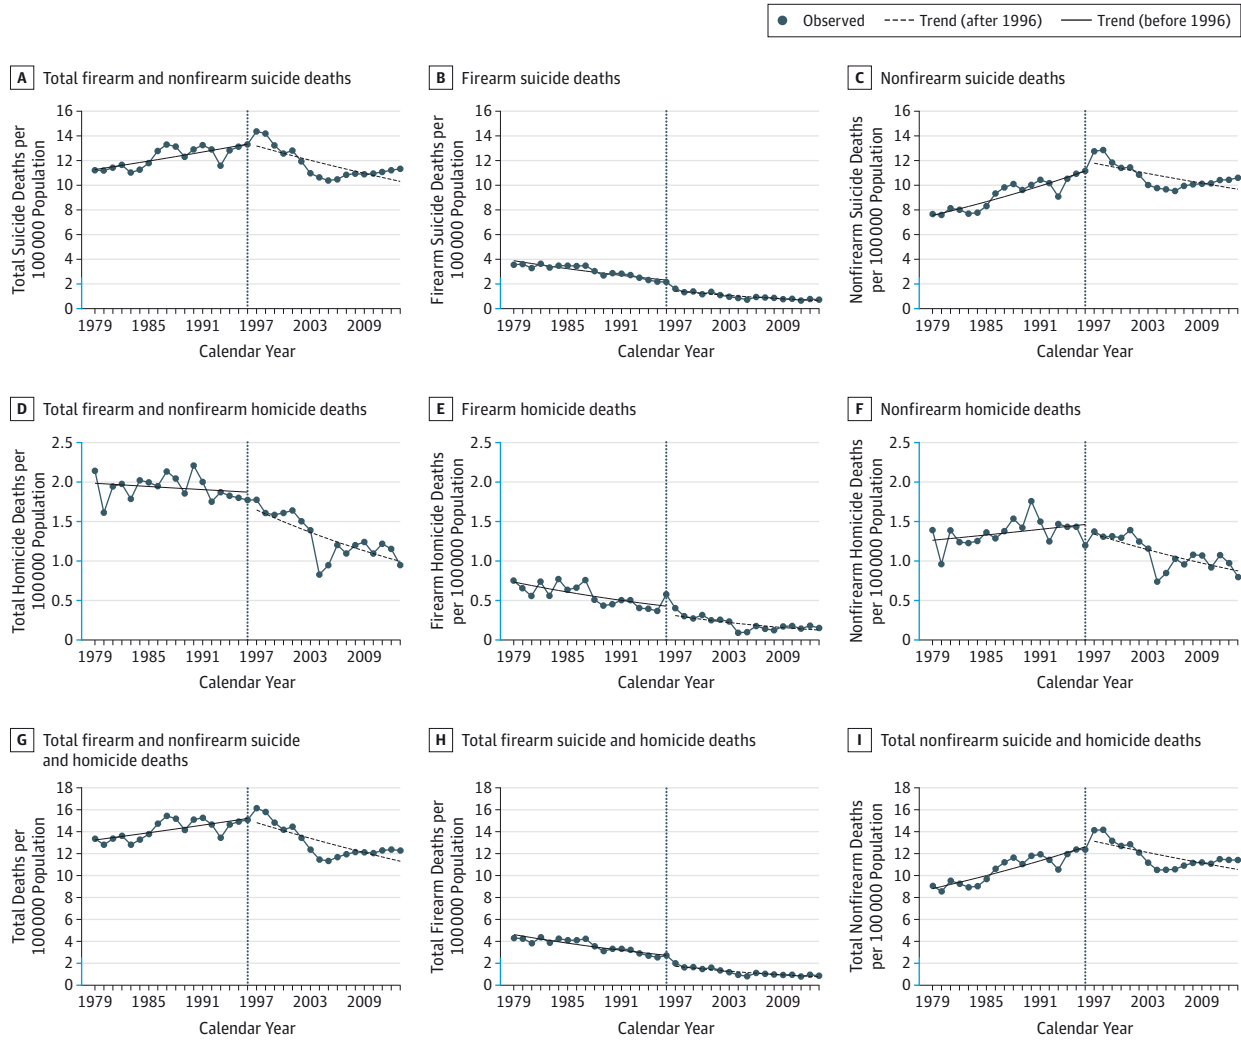 Observed Trend (after 1996) Trend (before 1996)
A Total firearm and nonfirearm suicide deaths
Total Suicide Deaths per
100 000 Population
16
14
12
10
8
6
4
2
0
1979 1985 1991 1997 2003 2009
Calendar Year
B Firearm suicide deaths
Firearm Suicide Deaths per
100 000 Population
16
14
12
10
8
6
4
2
0
1979 1985 1991 1997 2003 2009
Calendar Year
C Nonfirearm suicide deaths
Nonfirearm Suicide Deaths
per 100 000 Population
16
14
12
10
8
6
4
2
0
1979 1985 1991 1997 2003 2009
Calendar Year
D Total firearm and nonfirearm homicide deaths
Total Homicide Deaths per
100 000 Population
2.5
2.0
1.5
1.0
0.5
0
1979 1985 1991 1997 2003 2009
Calendar Year
E Firearm homicide deaths
Firearm Homicide Deaths
per 100 000 Population
2.5
2.0
1.5
1.0
0.5
0
1979 1985 1991 1997 2003 2009
Calendar Year
F Nonfirearm homicide deaths
Nonfirearm Homicide Deaths
per 100 000 Population
2.5
2.0
1.5
1.0
0.5
0
1979 1985 1991 1997 2003 2009
Calendar Year
G Total firearm and nonfirearm suicide
and homicide deaths
Total Deaths per
100 000 Population
18
16
14
12
10
8
6
4
2
0
1979 1985 1991 1997 2003 2009
Calendar Year
H Total firearm suicide and homicide deaths
Total Firearm Deaths per
100 000 Population
18
16
14
12
10
8
6
4
2
0
1979 1985 1991 1997 2003 2009
Calendar Year
I Total nonfirearm suicide and homicide deaths
Total Nonfirearm Deaths
per 100 000 Population
18
16
14
12
10
8
6
4
2
0
1979 1985 1991 1997 2003 2009
Calendar Year